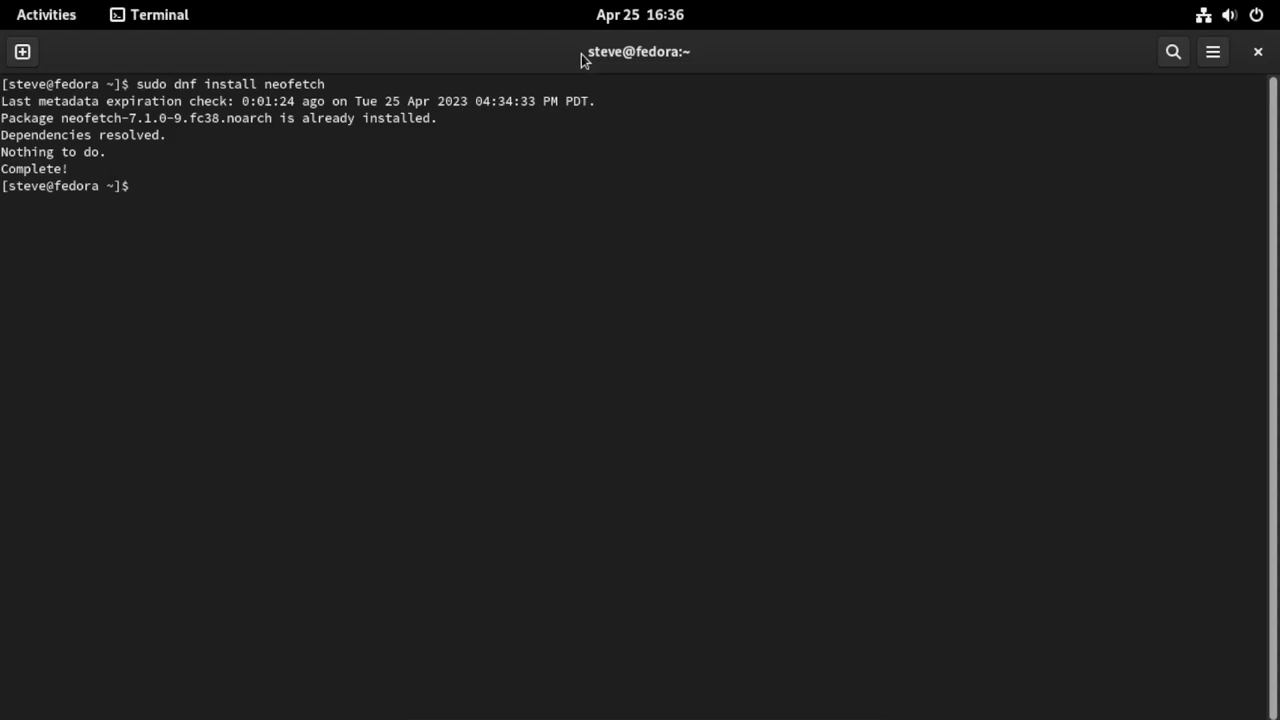 Activities Terminal Apr 25 16:36
steve@fedora:~
[steve@fedora ~]$ sudo dnf install neofetch
Last metadata expiration check: 0:01:24 ago on Tue 25 Apr 2023 04:34:33 PM PDT.
Package neofetch-7.1.0-9.fc38.noarch is already installed.
Dependencies resolved.
Nothing to do.
Complete!
[steve@fedora ~]$